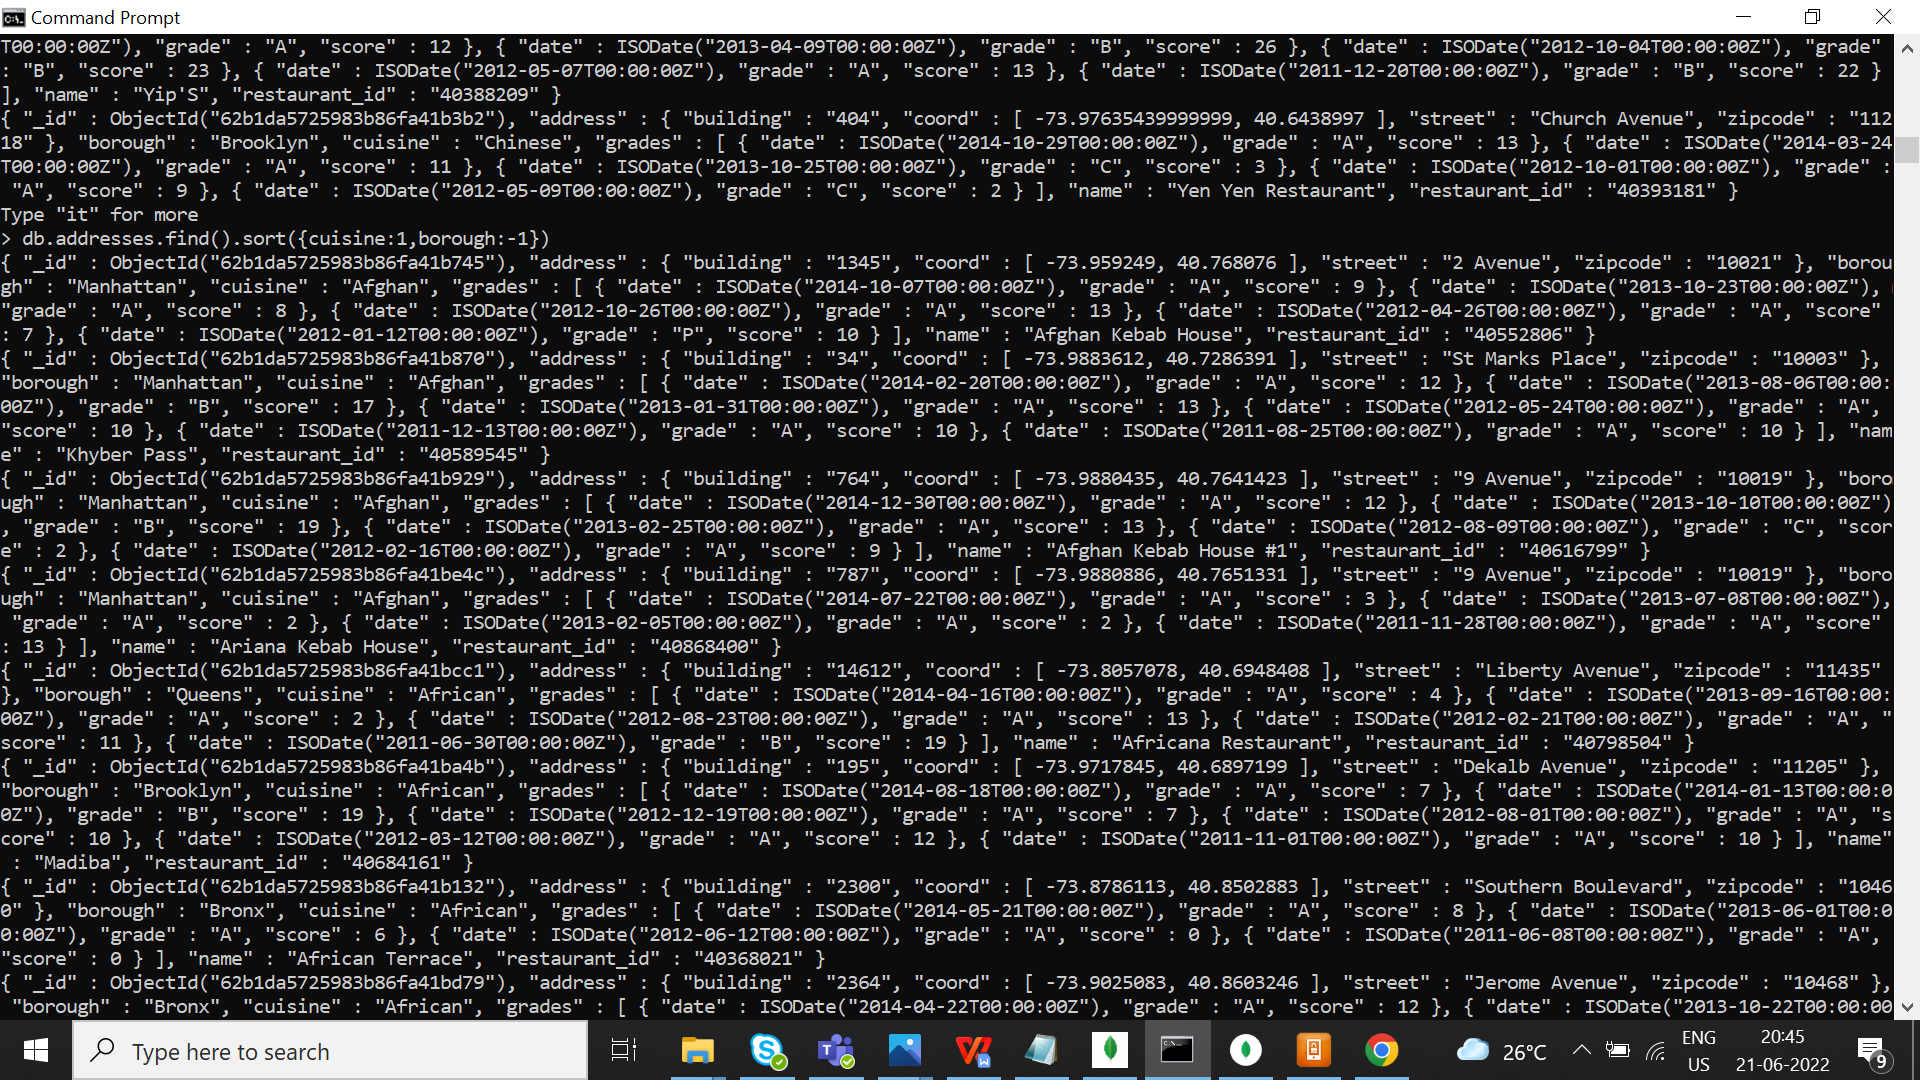 Command Prompt
T00:00:00Z"), "grade" : "A", "score" : 12 }, { "date" : ISODate("2013-04-09T00:00:00Z"), "grade" : "B", "score" : 26 }, { "date" : ISODate("2012-10-04T00:00:00Z"), "grade"
: "B", "score" : 23 }, { "date" : ISODate("2012-05-07T00:00:00Z"), "grade" : "A", "score" : 13 }, { "date" : ISODate("2011-12-20T00:00:00Z"), "grade" : "B", "score" : 22 }
], "name" : "Yip'S", "restaurant_id" : "40388209" }
{ "_id" : ObjectId("62b1da5725983b86fa41b3b2"), "address" : { "building" : "404", "coord" : [ -73.97635439999999, 40.6438997 ], "street" : "Church Avenue", "zipcode" : "112
18" }, "borough" : "Brooklyn", "cuisine" : "Chinese", "grades" : [ { "date" : ISODate("2014-10-29T00:00:00Z"), "grade" : "A", "score" : 13 }, { "date" : ISODate("2014-03-24
T00:00:00Z"), "grade" : "A", "score" : 11 }, { "date" : ISODate("2013-10-25T00:00:00Z"), "grade" : "C", "score" : 3 }, { "date" : ISODate("2012-10-01T00:00:00Z"), "grade" :
"A", "score" : 9 }, { "date" : ISODate("2012-05-09T00:00:00Z"), "grade" : "C", "score" : 2 } ], "name" : "Yen Yen Restaurant", "restaurant_id" : "40393181" }
Type "it" for more
> db.addresses.find().sort({cuisine:1,borough:-1})
{ "_id" : ObjectId("62b1da5725983b86fa41b745"), "address" : { "building" : "1345", "coord" : [ -73.959249, 40.768076 ], "street" : "2 Avenue", "zipcode" : "10021" }, "borou
gh" : "Manhattan", "cuisine" : "Afghan", "grades" : [ { "date" : ISODate("2014-10-07T00:00:00Z"), "grade" : "A", "score" : 9 }, { "date" : ISODate("2013-10-23T00:00:00Z"),
"grade" : "A", "score" : 8 }, { "date" : ISODate("2012-10-26T00:00:00Z"), "grade" : "A", "score" : 13 }, { "date" : ISODate("2012-04-26T00:00:00Z"), "grade" : "A", "score"
: 7 }, { "date" : ISODate("2012-01-12T00:00:00Z"), "grade" : "P", "score" : 10 } ], "name" : "Afghan Kebab House", "restaurant_id" : "40552806" }
{ "_id" : ObjectId("62b1da5725983b86fa41b870"), "address" : { "building" : "34", "coord" : [ -73.9883612, 40.7286391 ], "street" : "St Marks Place", "zipcode" : "10003" },
"borough" : "Manhattan", "cuisine" : "Afghan", "grades" : [ { "date" : ISODate("2014-02-20T00:00:00Z"), "grade" : "A", "score" : 12 }, { "date" : ISODate("2013-08-06T00:00:
00Z"), "grade" : "B", "score" : 17 }, { "date" : ISODate("2013-01-31T00:00:00Z"), "grade" : "A", "score" : 13 }, { "date" : ISODate("2012-05-24T00:00:00Z"), "grade" : "A",
"score" : 10 }, { "date" : ISODate("2011-12-13T00:00:00Z"), "grade" : "A", "score" : 10 }, { "date" : ISODate("2011-08-25T00:00:00Z"), "grade" : "A", "score" : 10 } ], "nam
e" : "Khyber Pass", "restaurant_id" : "40589545" }
{ "_id" : ObjectId("62b1da5725983b86fa41b929"), "address" : { "building" : "764", "coord" : [ -73.9880435, 40.7641423 ], "street" : "9 Avenue", "zipcode" : "10019" }, "boro
ugh" : "Manhattan", "cuisine" : "Afghan", "grades" : [ { "date" : ISODate("2014-12-30T00:00:00Z"), "grade" : "A", "score" : 12 }, { "date" : ISODate("2013-10-10T00:00:00Z")
, "grade" : "B", "score" : 19 }, { "date" : ISODate("2013-02-25T00:00:00Z"), "grade" : "A", "score" : 13 }, { "date" : ISODate("2012-08-09T00:00:00Z"), "grade" : "C", "scor
e" : 2 }, { "date" : ISODate("2012-02-16T00:00:00Z"), "grade" : "A", "score" : 9 } ], "name" : "Afghan Kebab House #1", "restaurant_id" : "40616799" }
{ "_id" : ObjectId("62b1da5725983b86fa41be4c"), "address" : { "building" : "787", "coord" : [ -73.9880886, 40.7651331 ], "street" : "9 Avenue", "zipcode" : "10019" }, "boro
ugh" : "Manhattan", "cuisine" : "Afghan", "grades" : [ { "date" : ISODate("2014-07-22T00:00:00Z"), "grade" : "A", "score" : 3 }, { "date" : ISODate("2013-07-08T00:00:00Z"),
"grade" : "A", "score" : 2 }, { "date" : ISODate("2013-02-05T00:00:00Z"), "grade" : "A", "score" : 2 }, { "date" : ISODate("2011-11-28T00:00:00Z"), "grade" : "A", "score"
: 13 } ], "name" : "Ariana Kebab House", "restaurant_id" : "40868400" }
{ "_id" : ObjectId("62b1da5725983b86fa41bcc1"), "address" : { "building" : "14612", "coord" : [ -73.8057078, 40.6948408 ], "street" : "Liberty Avenue", "zipcode" : "11435"
}, "borough" : "Queens", "cuisine" : "African", "grades" : [ { "date" : ISODate("2014-04-16T00:00:00Z"), "grade" : "A", "score" : 4 }, { "date" : ISODate("2013-09-16T00:00:
00Z"), "grade" : "A", "score" : 2 }, { "date" : ISODate("2012-08-23T00:00:00Z"), "grade" : "A", "score" : 13 }, { "date" : ISODate("2012-02-21T00:00:00Z"), "grade" : "A", "
score" : 11 }, { "date" : ISODate("2011-06-30T00:00:00Z"), "grade" : "B", "score" : 19 } ], "name" : "Africana Restaurant", "restaurant_id" : "40798504" }
{ "_id" : ObjectId("62b1da5725983b86fa41ba4b"), "address" : { "building" : "195", "coord" : [ -73.9717845, 40.6897199 ], "street" : "Dekalb Avenue", "zipcode" : "11205" },
"borough" : "Brooklyn", "cuisine" : "African", "grades" : [ { "date" : ISODate("2014-08-18T00:00:00Z"), "grade" : "A", "score" : 7 }, { "date" : ISODate("2014-01-13T00:00:0
0Z"), "grade" : "B", "score" : 19 }, { "date" : ISODate("2012-12-19T00:00:00Z"), "grade" : "A", "score" : 7 }, { "date" : ISODate("2012-08-01T00:00:00Z"), "grade" : "A", "s
core" : 10 }, { "date" : ISODate("2012-03-12T00:00:00Z"), "grade" : "A", "score" : 12 }, { "date" : ISODate("2011-11-01T00:00:00Z"), "grade" : "A", "score" : 10 } ], "name"
: "Madiba", "restaurant_id" : "40684161" }
{ "_id" : ObjectId("62b1da5725983b86fa41b132"), "address" : { "building" : "2300", "coord" : [ -73.8786113, 40.8502883 ], "street" : "Southern Boulevard", "zipcode" : "1046
0" }, "borough" : "Bronx", "cuisine" : "African", "grades" : [ { "date" : ISODate("2014-05-21T00:00:00Z"), "grade" : "A", "score" : 8 }, { "date" : ISODate("2013-06-01T00:0
0:00Z"), "grade" : "A", "score" : 6 }, { "date" : ISODate("2012-06-12T00:00:00Z"), "grade" : "A", "score" : 0 }, { "date" : ISODate("2011-06-08T00:00:00Z"), "grade" : "A",
"score" : 0 } ], "name" : "African Terrace", "restaurant_id" : "40368021" }
{ "_id" : ObjectId("62b1da5725983b86fa41bd79"), "address" : { "building" : "2364", "coord" : [ -73.9025083, 40.8603246 ], "street" : "Jerome Avenue", "zipcode" : "10468" },
"borough" : "Bronx", "cuisine" : "African", "grades" : [ { "date" : ISODate("2014-04-22T00:00:00Z"), "grade" : "A", "score" : 12 }, { "date" : ISODate("2013-10-22T00:00:00
Type here to search
26°C
ENG
US
20:45
21-06-2022
9